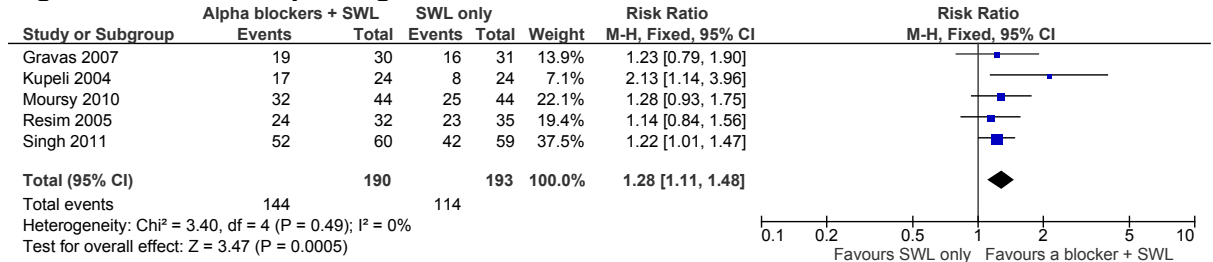 Alpha blockers + SWL SWL only Risk Ratio Risk Ratio
Study or Subgroup Events Total Events Total Weight M-H, Fixed, 95% CI M-H, Fixed, 95% CI
Gravas 2007 19 30 16 31 13.9% 1.23 [0.79, 1.90]
Kupeli 2004 17 24 8 24 7.1% 2.13 [1.14, 3.96]
Moursy 2010 32 44 25 44 22.1% 1.28 [0.93, 1.75]
Resim 2005 24 32 23 35 19.4% 1.14 [0.84, 1.56]
Singh 2011 52 60 42 59 37.5% 1.22 [1.01, 1.47]
Total (95% CI) 190 193 100.0% 1.28 [1.11, 1.48]
Total events 144 114
Heterogeneity: Chi² = 3.40, df = 4 (P = 0.49); I² = 0%
Test for overall effect: Z = 3.47 (P = 0.0005)
0.1 0.2 0.5 1 2 5 10
Favours SWL only Favours a blocker + SWL